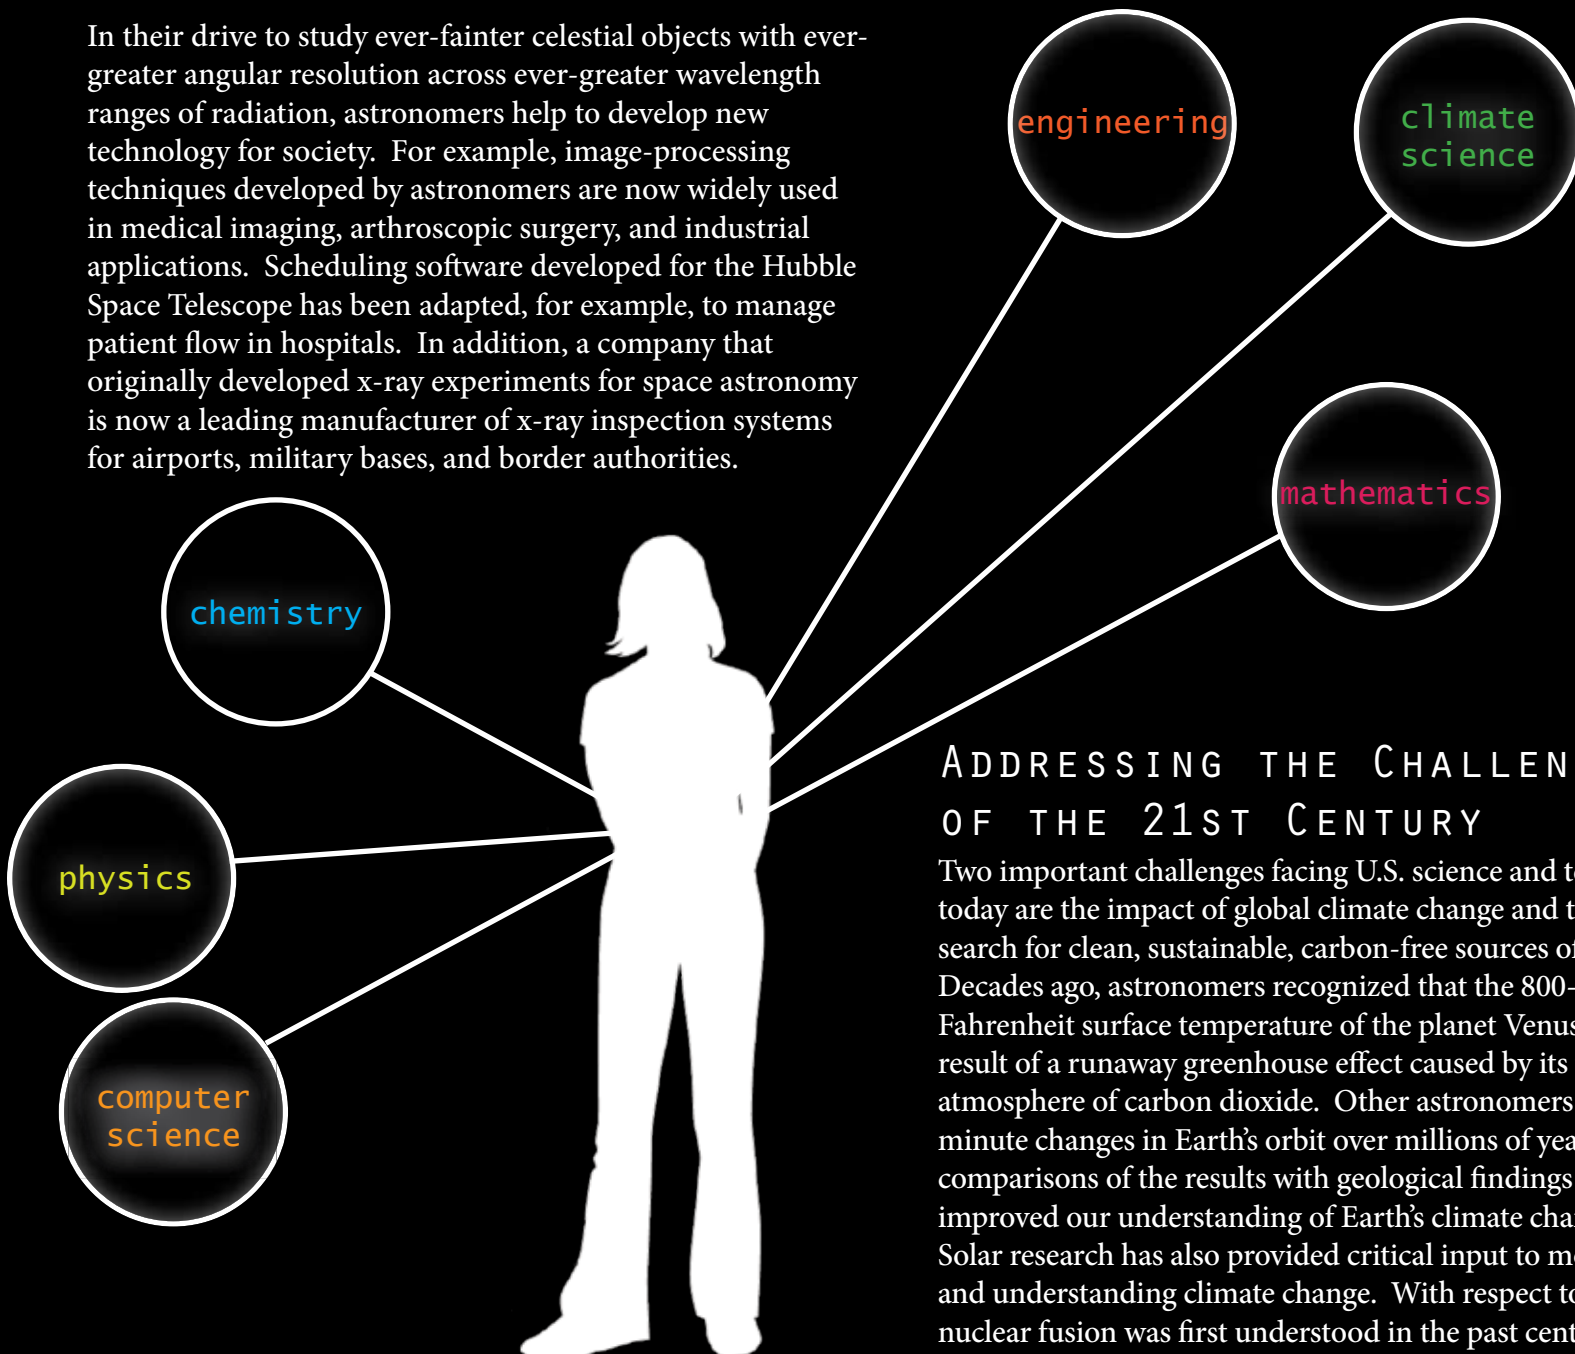 In their drive to study ever-fainter celestial objects with ever-
greater angular resolution across ever-greater wavelength
ranges of radiation, astronomers help to develop new
technology for society.  For example, image-processing
techniques developed by astronomers are now widely used
in medical imaging, arthroscopic surgery, and industrial
applications.  Scheduling software developed for the Hubble
Space Telescope has been adapted, for example, to manage
patient flow in hospitals.  In addition, a company that
originally developed x-ray experiments for space astronomy
is now a leading manufacturer of x-ray inspection systems
for airports, military bases, and border authorities.
engineering
climate
science
mathematics
chemistry
physics
computer
science
Addressing the Challen
of the 21st Century
Two important challenges facing U.S. science and
today are the impact of global climate change and
search for clean, sustainable, carbon-free sources of
Decades ago, astronomers recognized that the 800-
Fahrenheit surface temperature of the planet Venus
result of a runaway greenhouse effect caused by its
atmosphere of carbon dioxide.  Other astronomers
minute changes in Earth's orbit over millions of
comparisons of the results with geological findings
improved our understanding of Earth's climate
Solar research has also provided critical input to
and understanding climate change.  With respect to
nuclear fusion was first understood in the past cent